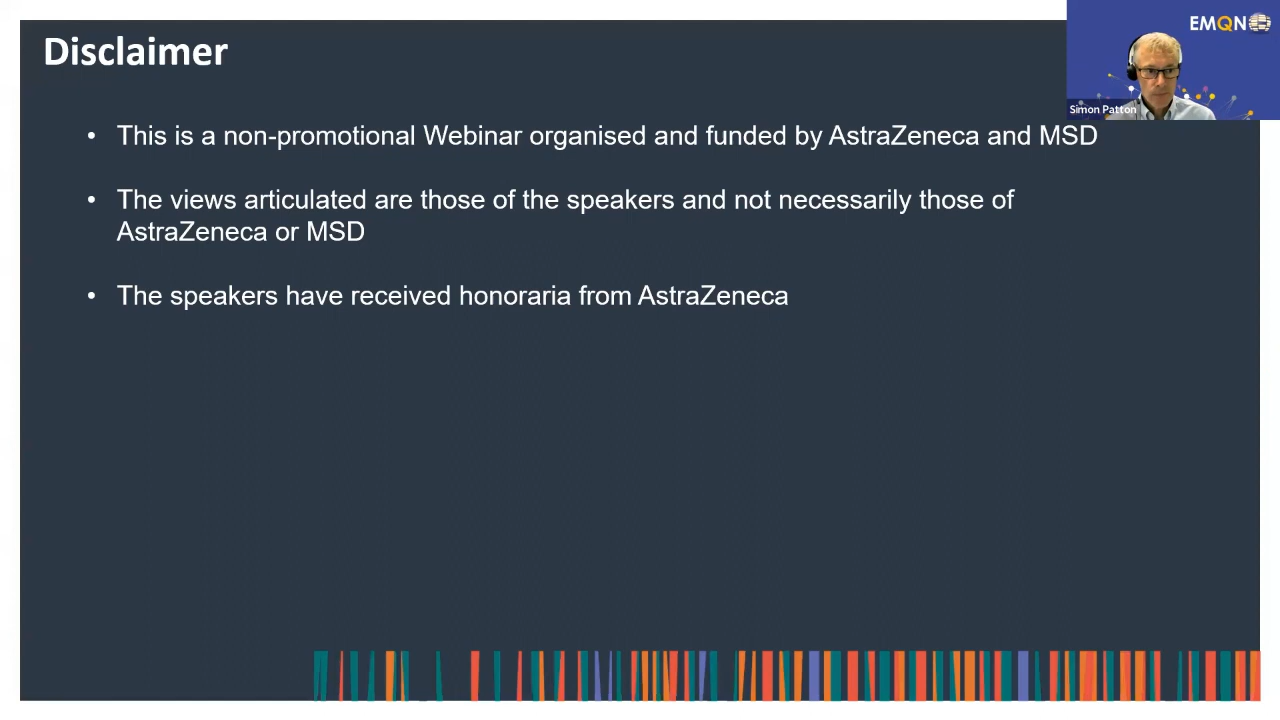 Disclaimer
EMQN
Simon Patton
• This is a non-promotional Webinar organised and funded by AstraZeneca and MSD
• The views articulated are those of the speakers and not necessarily those of
AstraZeneca or MSD
• The speakers have received honoraria from AstraZeneca